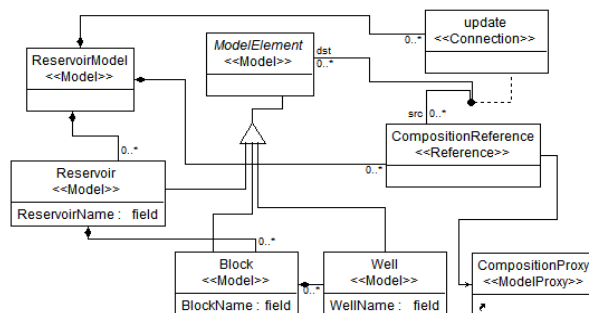 update
<<Connection>>
0..*
ModelElement
<<Model>>
dst
0..*
ReservoirModel
<<Model>>
src
0..*
CompositionReference
<<Reference>>
0..*
0..*
Reservoir
<<Model>>
ReservoirName : field
0..*
Block
<<Model>>
BlockName : field
0..*
Well
<<Model>>
WellName : field
CompositionProxy
<<ModelProxy>>